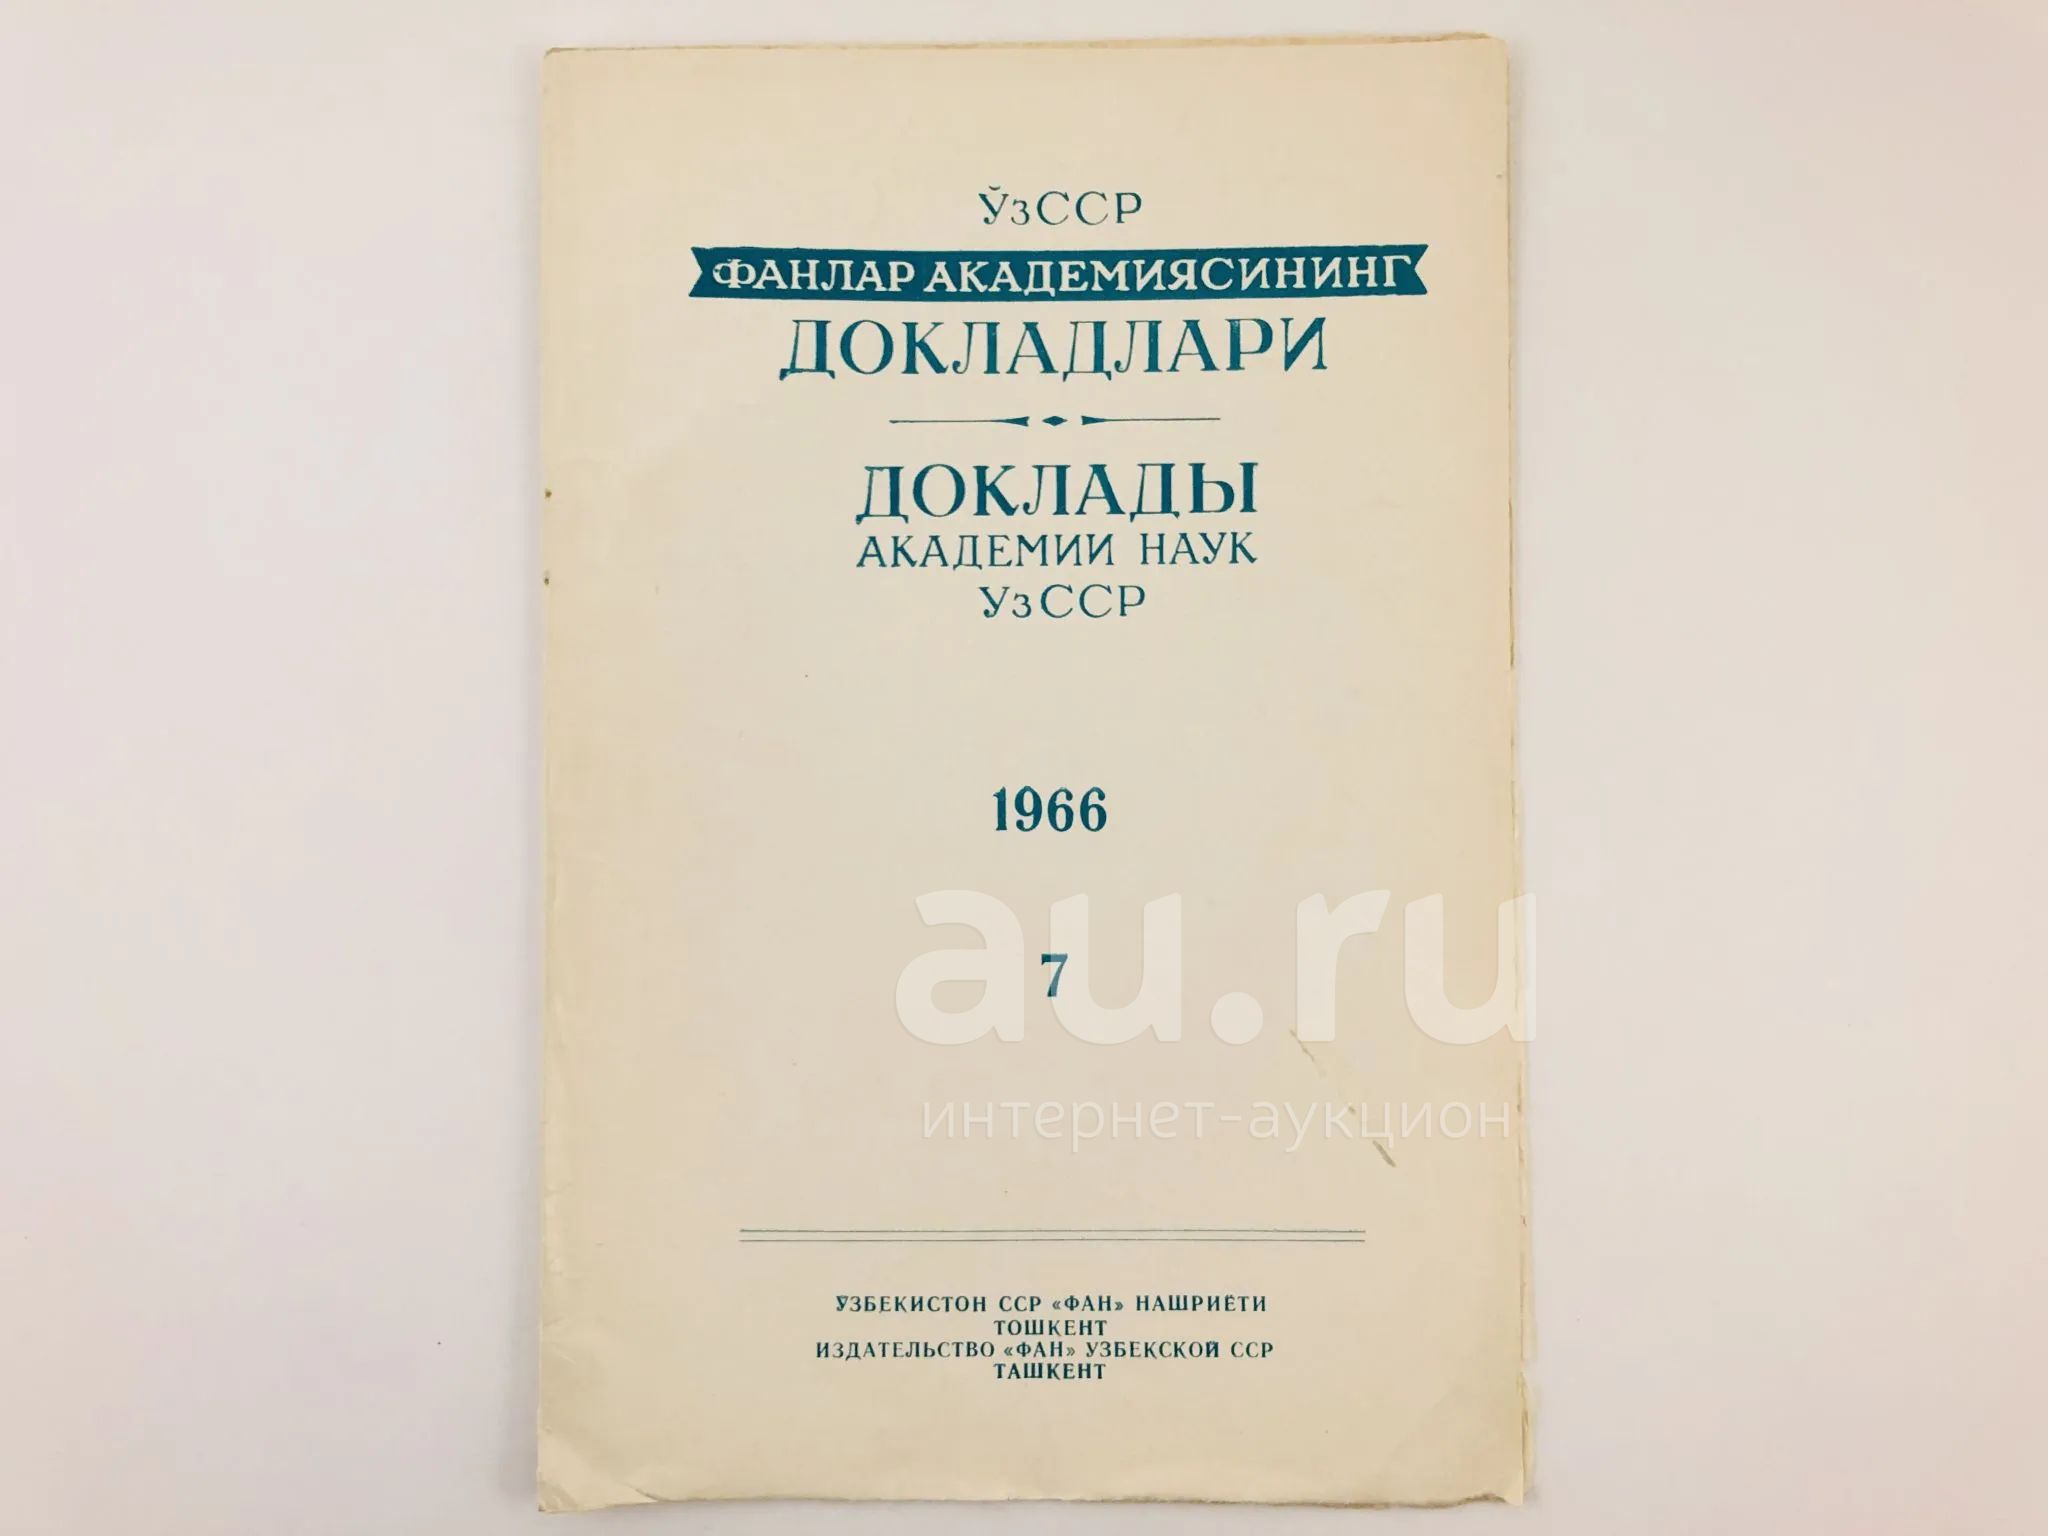 ЎзССР
ФАНЛАР АКАДЕМИЯСИНИНГ
ДОКЛАДЛАРИ
ДОКЛАДЫ
АКАДЕМИИ НАУК
УзССР
1966
7
au.ru
интернет-аукцион
ЎЗБЕКИСТОН ССР «ФАН» НАШРИЁТИ
ТОШКЕНТ
ИЗДАТЕЛЬСТВО «ФАН» УЗБЕКСКОЙ ССР
ТАШКЕНТ